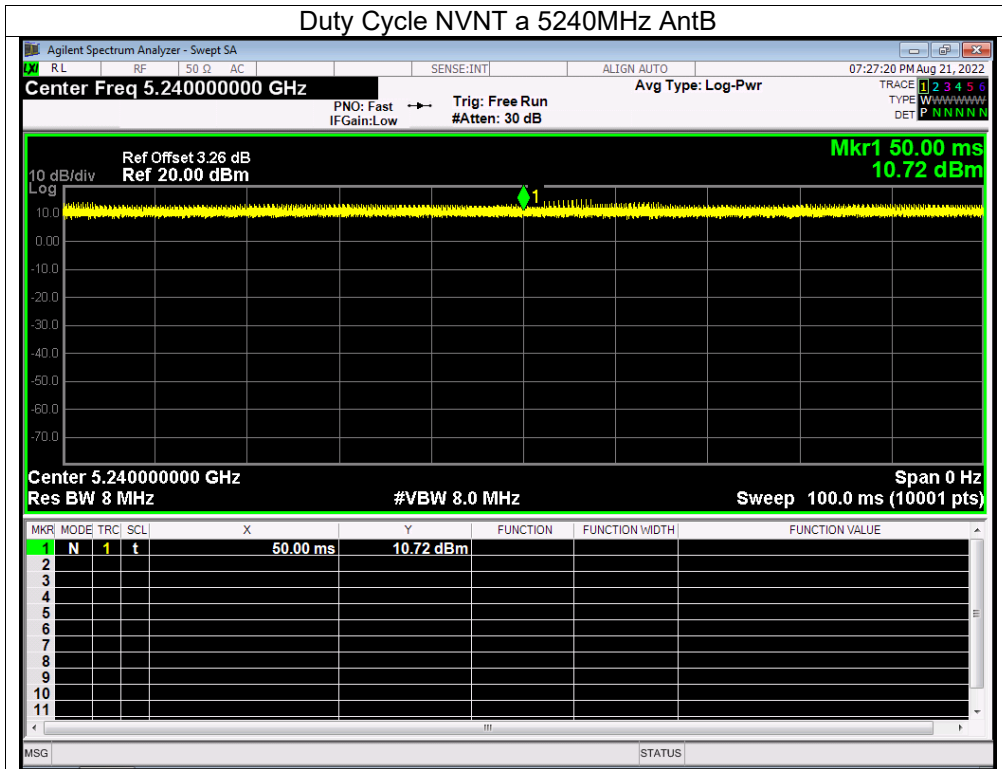 Duty Cycle NVNT a 5240MHz AntB
Agilent Spectrum Analyzer - Swept SA
RL RF 50 Ω AC SENSE:INT ALIGN AUTO 07:27:20 PM Aug 21, 2022
Center Freq 5.240000000 GHz
PNO: Fast
IFGain:Low
Trig: Free Run
#Atten: 30 dB
Avg Type: Log-Pwr
TRACE 1 2 3 4 5 6
TYPE WWWWWW
DET P N N N N N
Mkr1 50.00 ms
10.72 dBm
10 dB/div
Log
Ref Offset 3.26 dB
Ref 20.00 dBm
1
10.0
0.00
-10.0
-20.0
-30.0
-40.0
-50.0
-60.0
-70.0
Center 5.240000000 GHz Span 0 Hz
Res BW 8 MHz #VBW 8.0 MHz Sweep 100.0 ms (10001 pts)
MKR MODE TRC SCL X Y FUNCTION FUNCTION WIDTH FUNCTION VALUE
1 N 1 t 50.00 ms 10.72 dBm
2
3
4
5
6
7
8
9
10
11
MSG STATUS